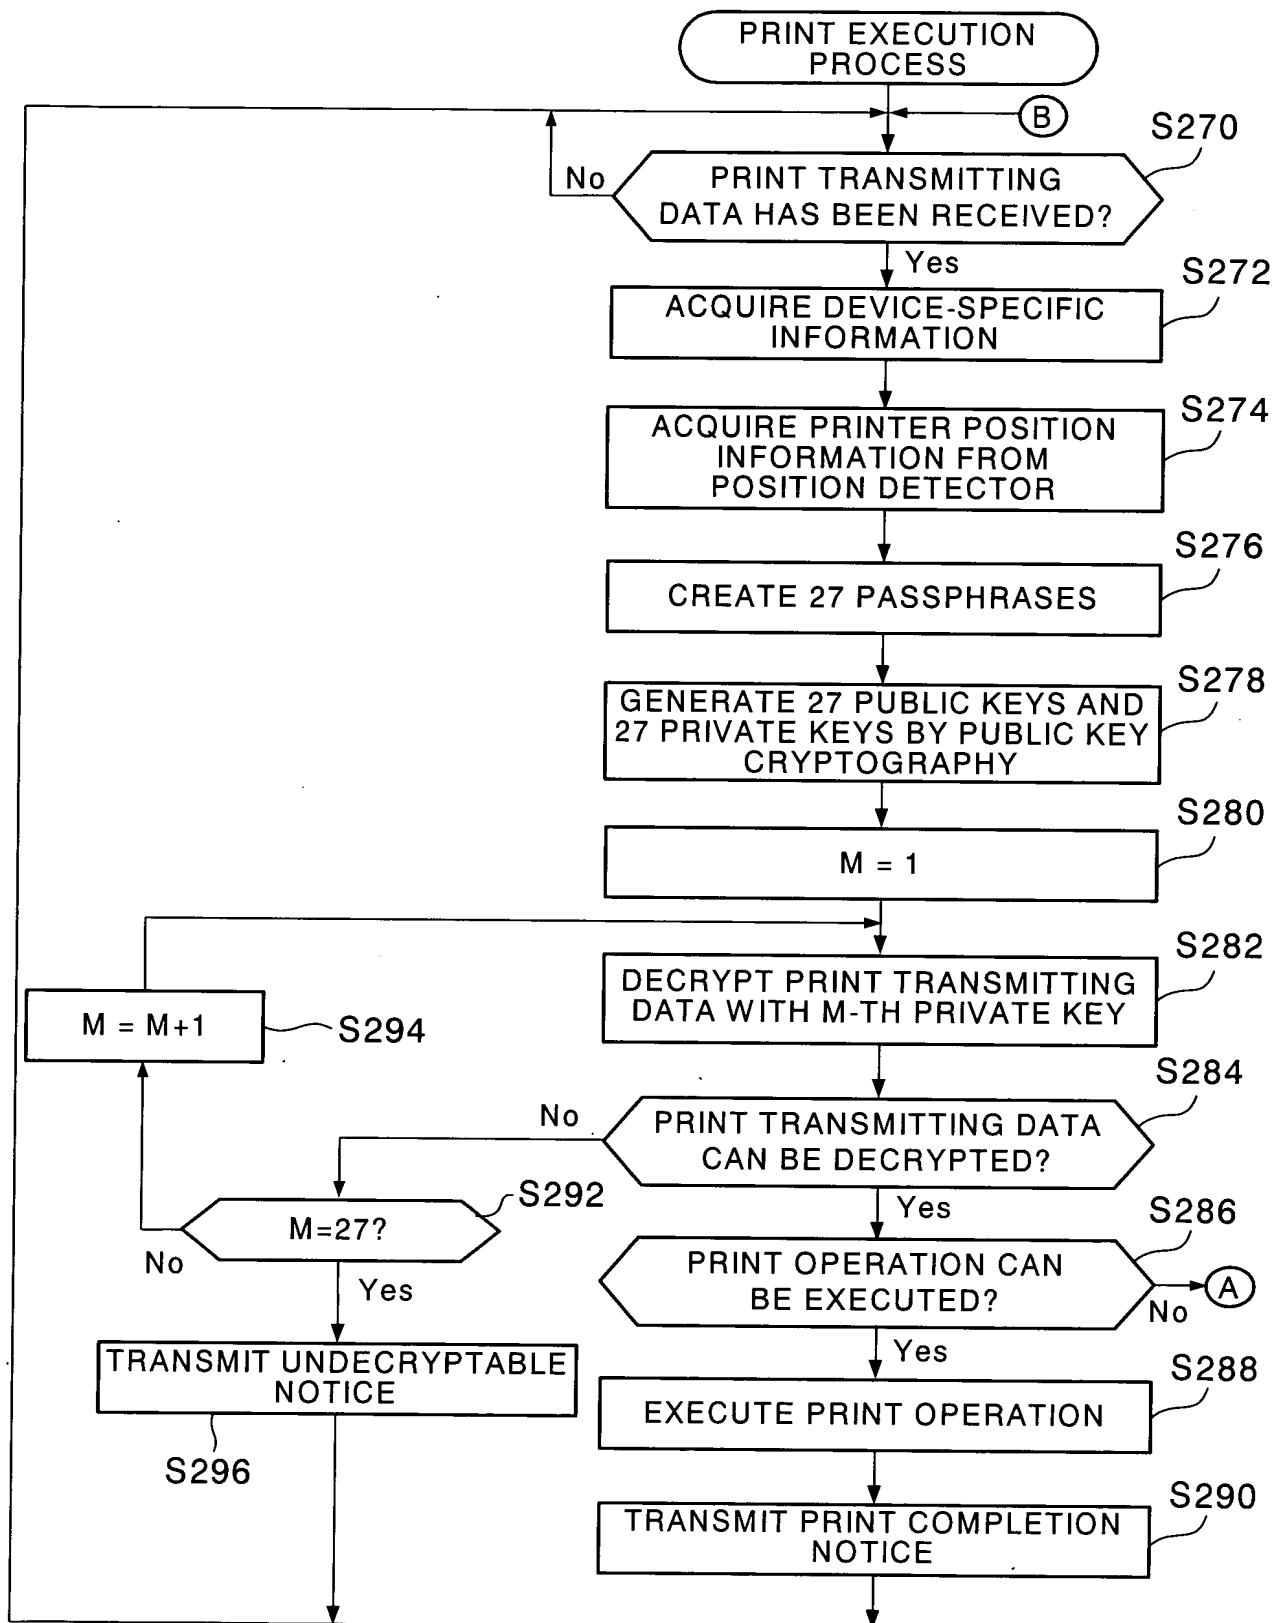 PRINT EXECUTION
PROCESS
B
S270
No
PRINT TRANSMITTING
DATA HAS BEEN RECEIVED?
Yes
S272
ACQUIRE DEVICE-SPECIFIC
INFORMATION
S274
ACQUIRE PRINTER POSITION
INFORMATION FROM
POSITION DETECTOR
S276
CREATE 27 PASSPHRASES
S278
GENERATE 27 PUBLIC KEYS AND
27 PRIVATE KEYS BY PUBLIC KEY
CRYPTOGRAPHY
S280
M = 1
S282
DECRYPT PRINT TRANSMITTING
DATA WITH M-TH PRIVATE KEY
M = M+1
S294
S284
No
PRINT TRANSMITTING DATA
CAN BE DECRYPTED?
S292
Yes
M=27?
No
S286
PRINT OPERATION CAN
BE EXECUTED?
A
No
Yes
Yes
TRANSMIT UNDECRYPTABLE
NOTICE
S288
EXECUTE PRINT OPERATION
S296
S290
TRANSMIT PRINT COMPLETION
NOTICE